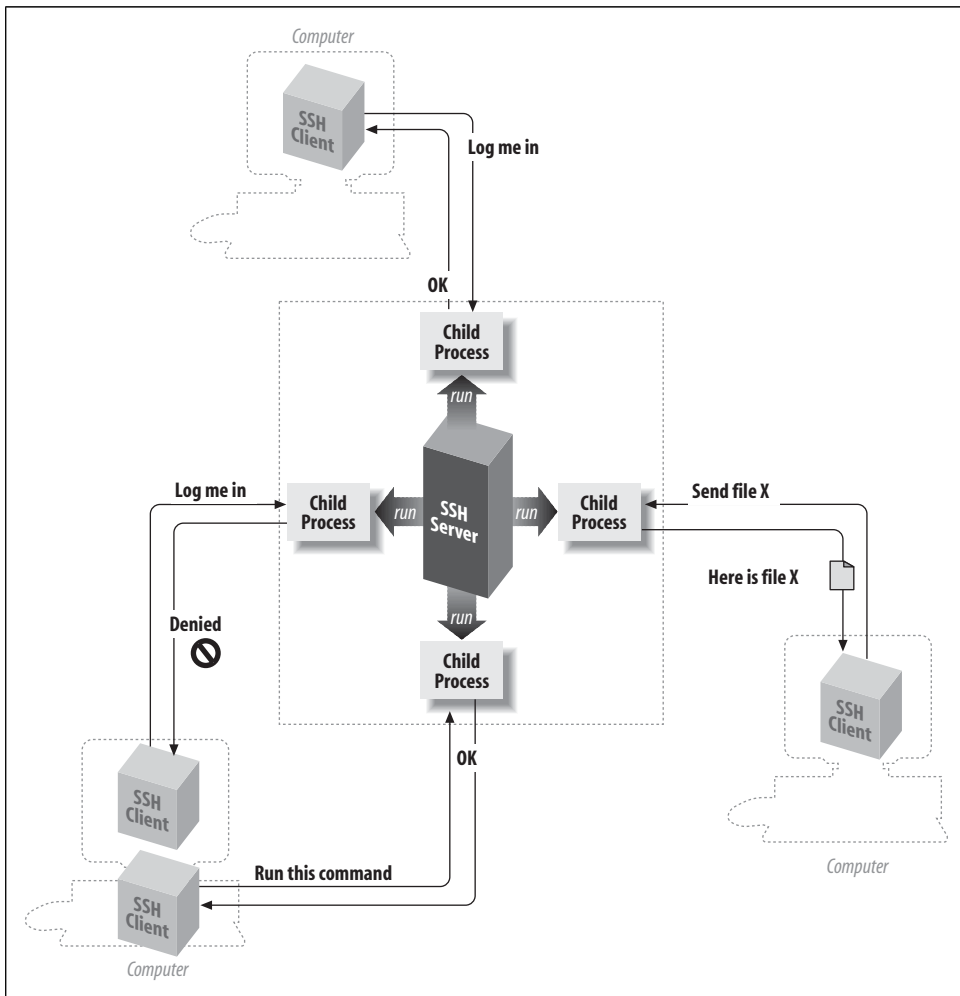 Computer
SSH
Client
Log me in
OK
Child
Process
run
Log me in
Child
Process
run
SSH
Server
run
Child
Process
Send file X
Here is file X
Denied
run
Child
Process
OK
SSH
Client
SSH
Client
Run this command
SSH
Client
Computer
Computer